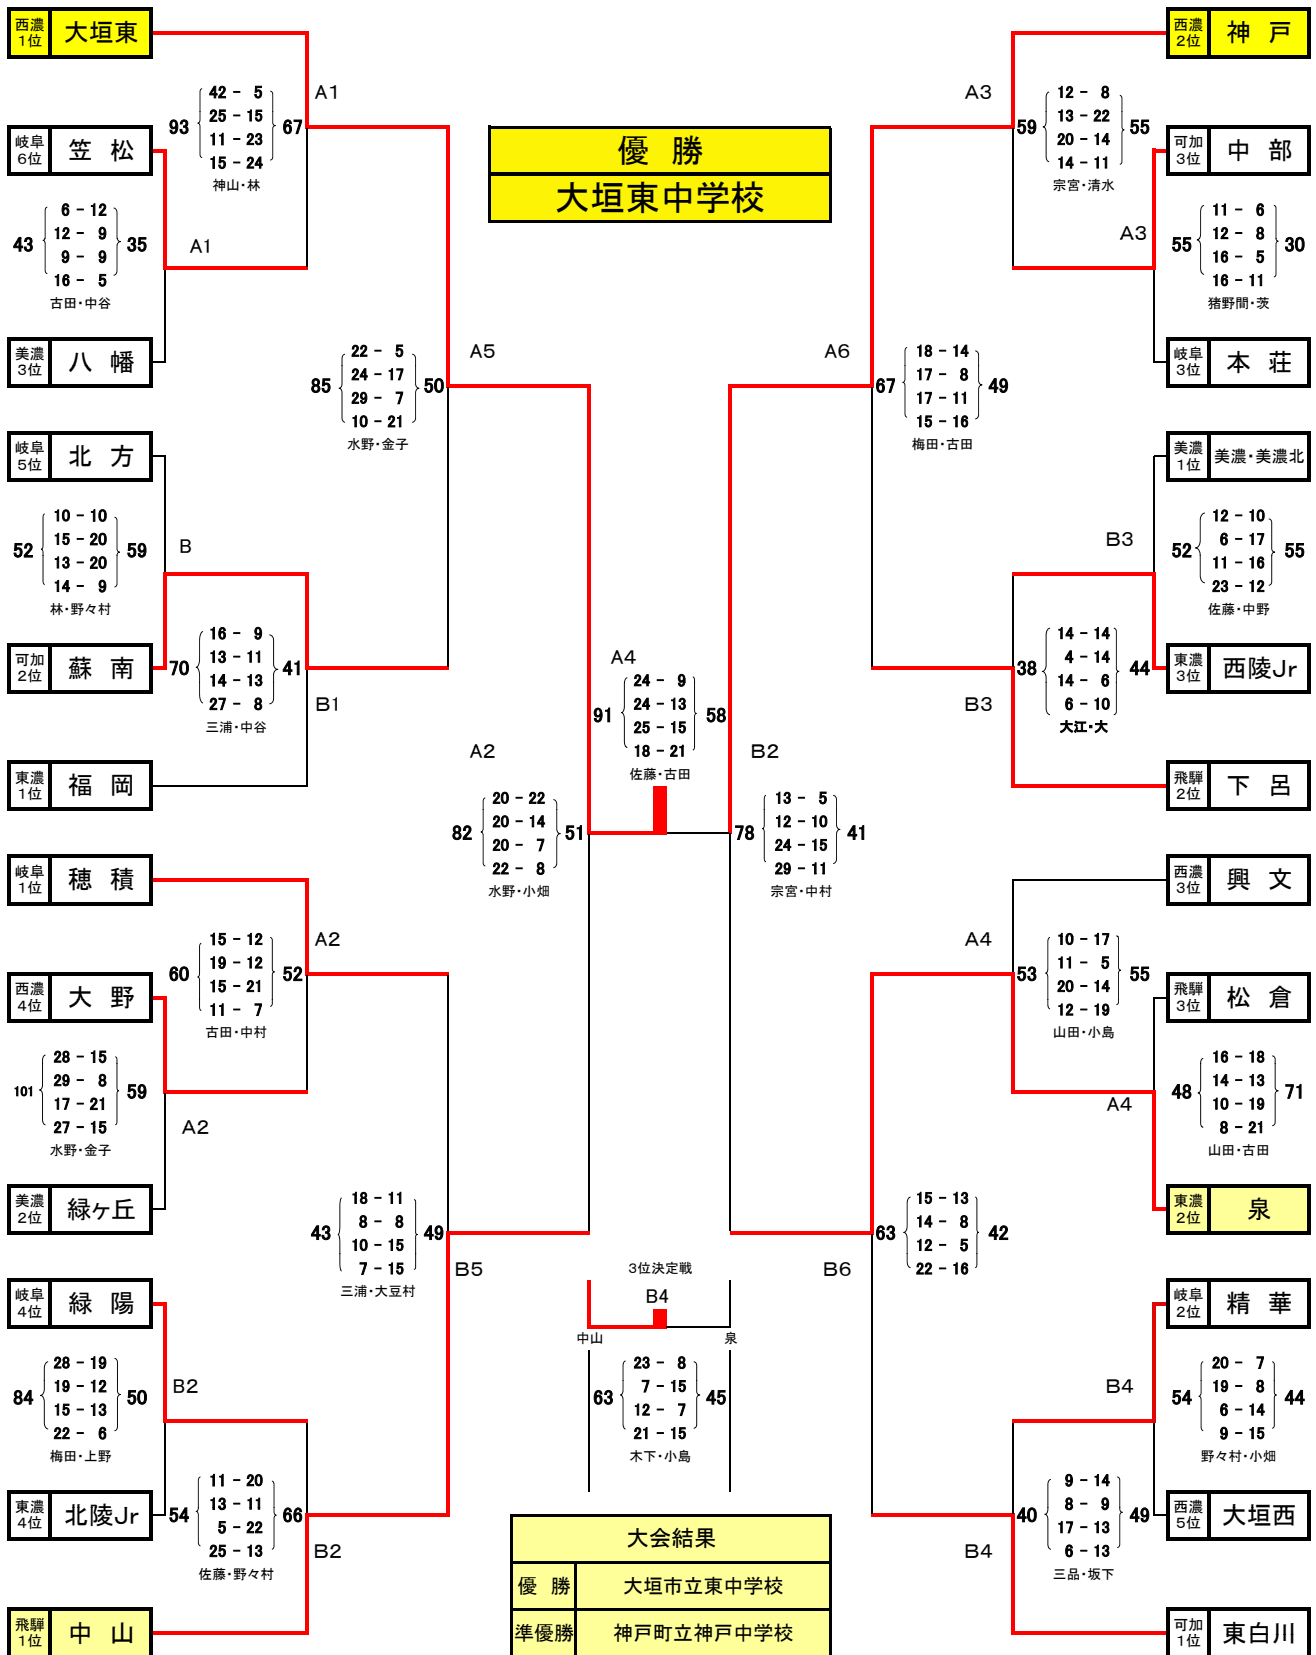 西濃
1位
大垣東
A1
42 - 5
25 - 15
11 - 23
15 - 24
93
67
神山・林
岐阜
6位
笠 松
6 - 12
12 - 9
9 - 9
16 - 5
43
35
古田・中谷
A1
美濃
3位
八 幡
22 - 5
24 - 17
29 - 7
10 - 21
85
50
水野・金子
A5
岐阜
5位
北 方
10 - 10
15 - 20
13 - 20
14 - 9
52
59
林・野々村
B
可加
2位
蘇 南
16 - 9
13 - 11
14 - 13
27 - 8
70
41
三浦・中谷
B1
東濃
1位
福 岡
A2
20 - 22
20 - 14
20 - 7
22 - 8
82
51
水野・小畑
岐阜
1位
穂 積
15 - 12
19 - 12
15 - 21
11 - 7
60
52
古田・中村
A2
西濃
4位
大 野
28 - 15
29 - 8
17 - 21
27 - 15
101
59
水野・金子
A2
美濃
2位
緑ヶ丘
18 - 11
8 - 8
10 - 15
7 - 15
43
49
三浦・大豆村
B5
岐阜
4位
緑 陽
28 - 19
19 - 12
15 - 13
22 - 6
84
50
梅田・上野
B2
東濃
4位
北陵Jr
11 - 20
13 - 11
5 - 22
25 - 13
54
66
佐藤・野々村
B2
飛騨
1位
中 山
優 勝
大垣東中学校
A4
24 - 9
24 - 13
25 - 15
18 - 21
91
58
佐藤・古田
3位決定戦
B4
中山
泉
23 - 8
7 - 15
12 - 7
21 - 15
63
45
木下・小島
大会結果
優 勝
大垣市立東中学校
準優勝
神戸町立神戸中学校
西濃
2位
神 戸
A3
12 - 8
13 - 22
20 - 14
14 - 11
59
55
宗宮・清水
可加
3位
中 部
A3
11 - 6
12 - 8
16 - 5
16 - 11
55
30
猪野間・茨
岐阜
3位
本 荘
A6
18 - 14
17 - 8
17 - 11
15 - 16
67
49
梅田・古田
美濃
1位
美濃・美濃北
B3
12 - 10
6 - 17
11 - 16
23 - 12
52
55
佐藤・中野
東濃
3位
西陵Jr
14 - 14
4 - 14
14 - 6
6 - 10
38
44
大江・大
B3
飛騨
2位
下 呂
B2
13 - 5
12 - 10
24 - 15
29 - 11
78
41
宗宮・中村
西濃
3位
興 文
A4
10 - 17
11 - 5
20 - 14
12 - 19
53
55
山田・小島
飛騨
3位
松 倉
16 - 18
14 - 13
10 - 19
8 - 21
48
71
山田・古田
A4
東濃
2位
泉
15 - 13
14 - 8
12 - 5
22 - 16
63
42
B6
岐阜
2位
精 華
B4
20 - 7
19 - 8
6 - 14
9 - 15
54
44
野々村・小畑
西濃
5位
大垣西
9 - 14
8 - 9
17 - 13
6 - 13
40
49
三品・坂下
B4
可加
1位
東白川